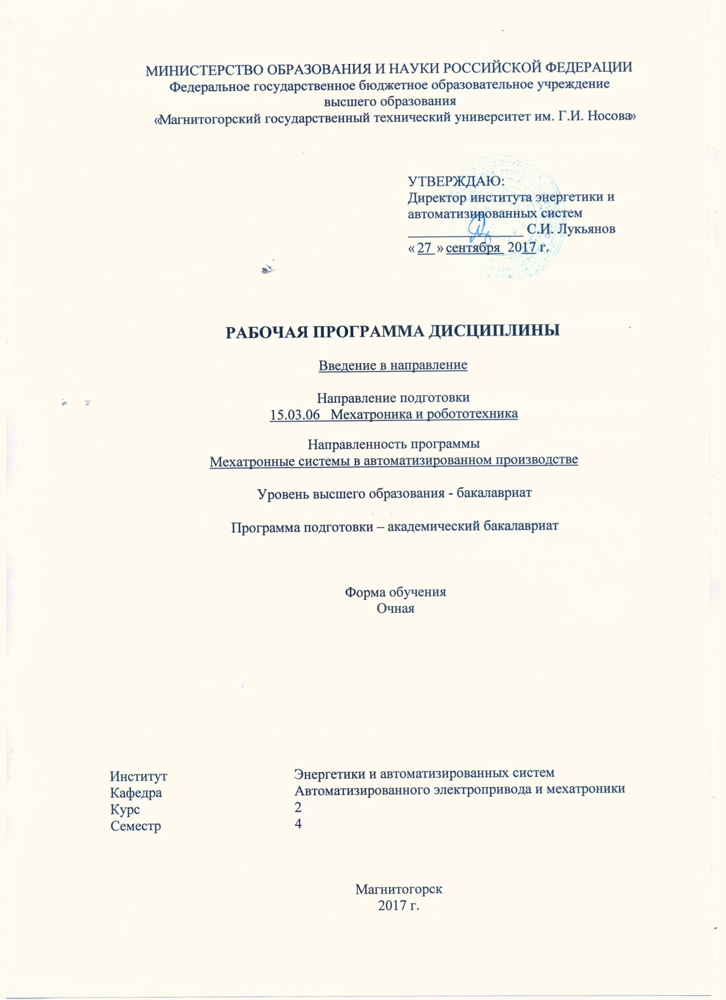 МИНИСТЕРСТВО ОБРАЗОВАНИЯ И НАУКИ РОССИЙСКОЙ ФЕДЕРАЦИИ
Федеральное государственное бюджетное образовательное учреждение
высшего образования
«Магнитогорский государственный технический университет им. Г.И. Носова»
УТВЕРЖДАЮ:
Директор института энергетики и
автоматизированных систем
С.И. Лукьянов
« 27 » сентября 2017 г.
РАБОЧАЯ ПРОГРАММА ДИСЦИПЛИНЫ
Введение в направление
Направление подготовки
15.03.06 Мехатроника и робототехника
Направленность программы
Мехатронные системы в автоматизированном производстве
Уровень высшего образования - бакалавриат
Программа подготовки – академический бакалавриат
Форма обучения
Очная
Институт Энергетики и автоматизированных систем
Кафедра Автоматизированного электропривода и мехатроники
Курс 2
Семестр 4
Магнитогорск
2017 г.